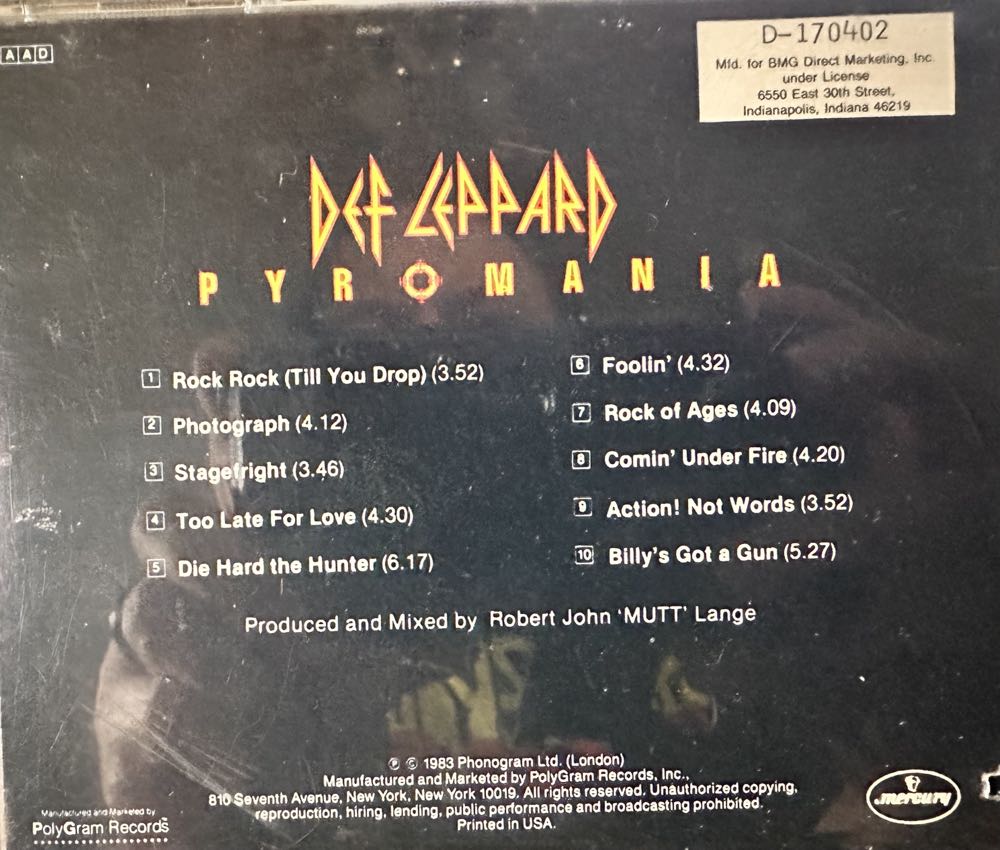 AAD
D-170402
Mfd. for BMG Direct Marketing, Inc.
under License
6550 East 30th Street,
Indianapolis, Indiana 46219
DEF LEPPARD
PYROMANIA
1 Rock Rock (Till You Drop) (3.52)
2 Photograph (4.12)
3 Stagefright (3.46)
4 Too Late For Love (4.30)
5 Die Hard the Hunter (6.17)
6 Foolin' (4.32)
7 Rock of Ages (4.09)
8 Comin' Under Fire (4.20)
9 Action! Not Words (3.52)
10 Billy's Got a Gun (5.27)
Produced and Mixed by Robert John 'MUTT' Lange
℗ © 1983 Phonogram Ltd. (London)
Manufactured and Marketed by PolyGram Records, Inc.,
810 Seventh Avenue, New York, New York 10019. All rights reserved. Unauthorized copying,
reproduction, hiring, lending, public performance and broadcasting prohibited.
Printed in USA.
Manufactured and Marketed by
PolyGram Records™
mercury